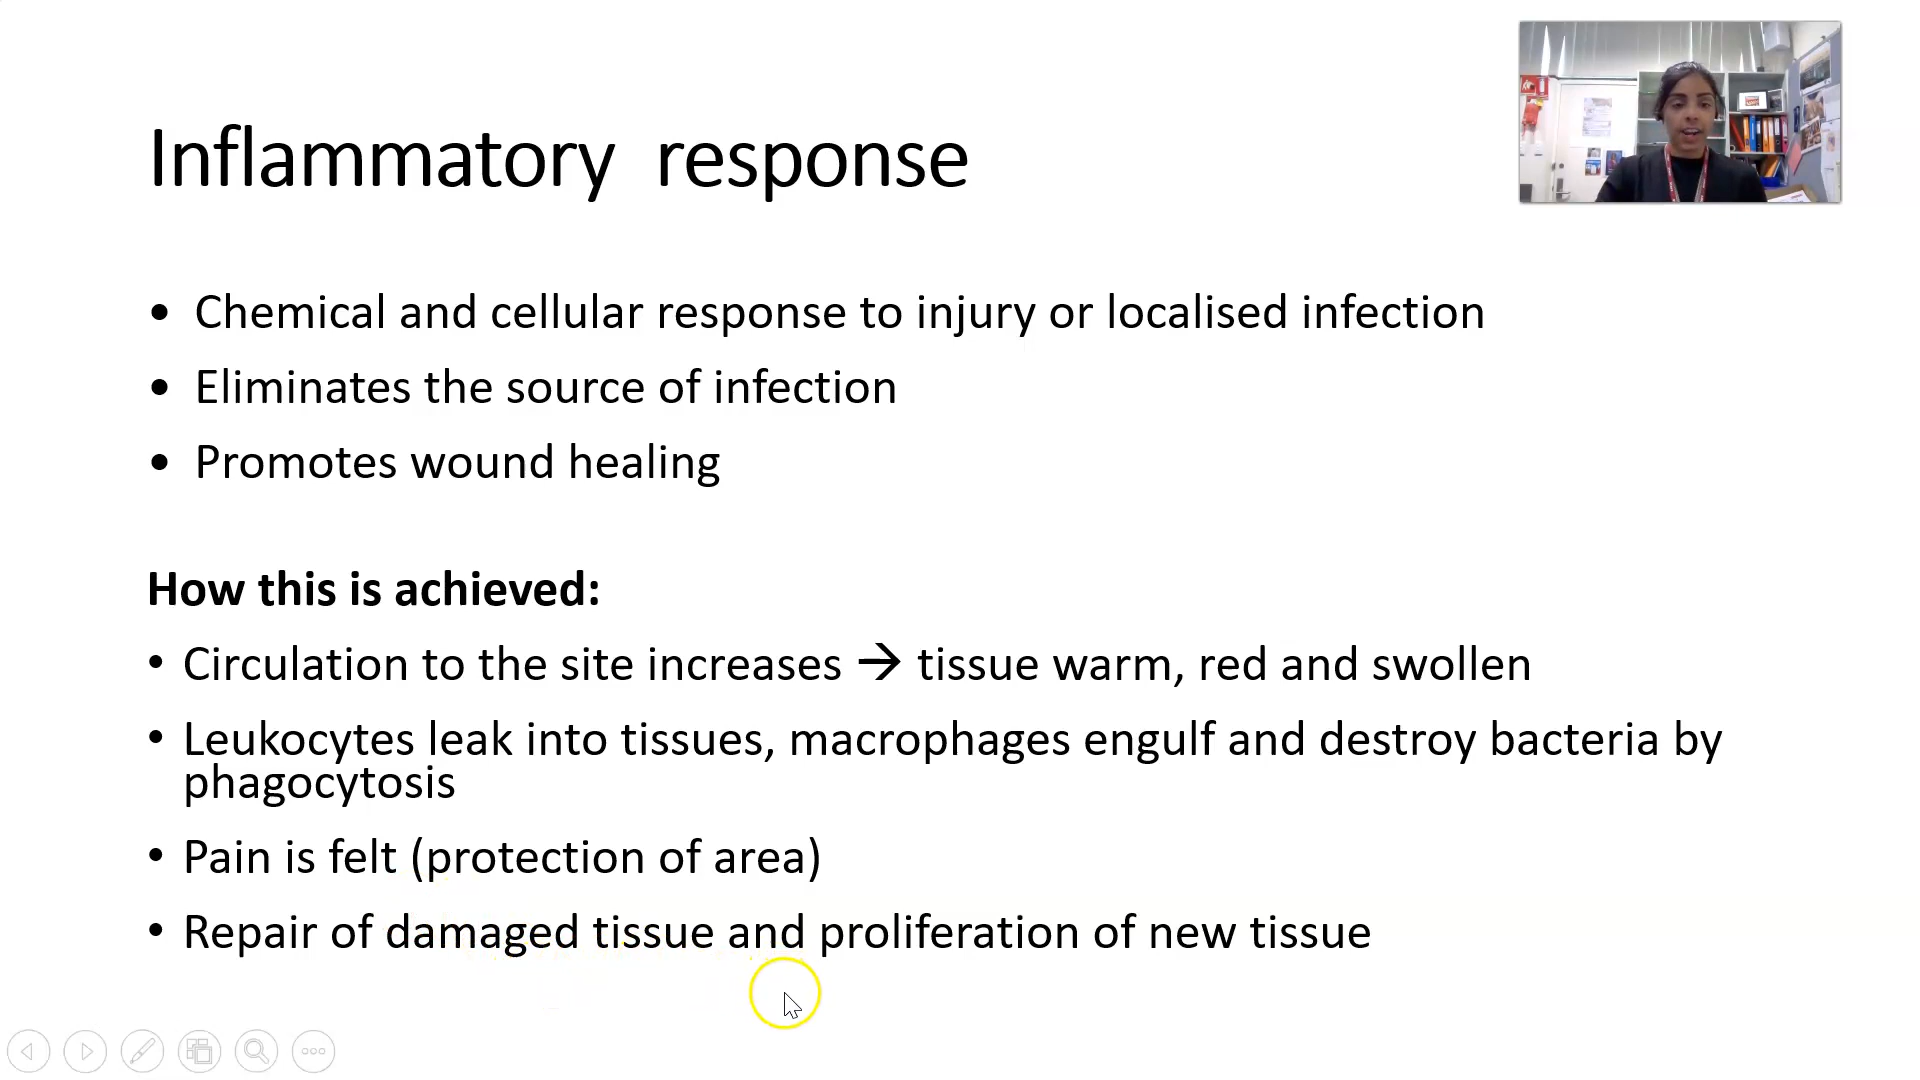 Inflammatory response
• Chemical and cellular response to injury or localised infection
• Eliminates the source of infection
• Promotes wound healing
How this is achieved:
• Circulation to the site increases → tissue warm, red and swollen
• Leukocytes leak into tissues, macrophages engulf and destroy bacteria by
phagocytosis
• Pain is felt (protection of area)
• Repair of damaged tissue and proliferation of new tissue